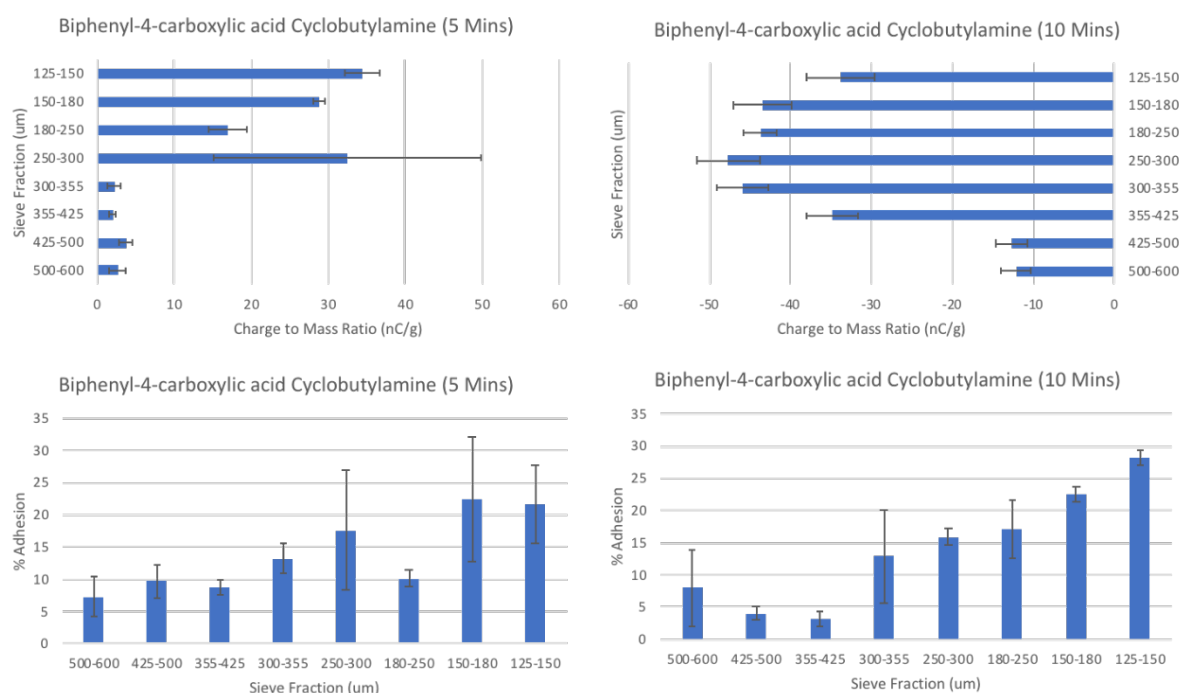 Biphenyl-4-carboxylic acid Cyclobutylamine (5 Mins)
Sieve Fraction (um)
125-150
150-180
180-250
250-300
300-355
355-425
425-500
500-600
0 10 20 30 40 50 60
Charge to Mass Ratio (nC/g)
Biphenyl-4-carboxylic acid Cyclobutylamine (10 Mins)
Sieve Fraction (um)
125-150
150-180
180-250
250-300
300-355
355-425
425-500
500-600
-60 -50 -40 -30 -20 -10 0
Charge to Mass Ratio (nC/g)
Biphenyl-4-carboxylic acid Cyclobutylamine (5 Mins)
% Adhesion
35
30
25
20
15
10
5
0
500-600 425-500 355-425 300-355 250-300 180-250 150-180 125-150
Sieve Fraction (um)
Biphenyl-4-carboxylic acid Cyclobutylamine (10 Mins)
% Adhesion
35
30
25
20
15
10
5
0
500-600 425-500 355-425 300-355 250-300 180-250 150-180 125-150
Sieve Fraction (um)